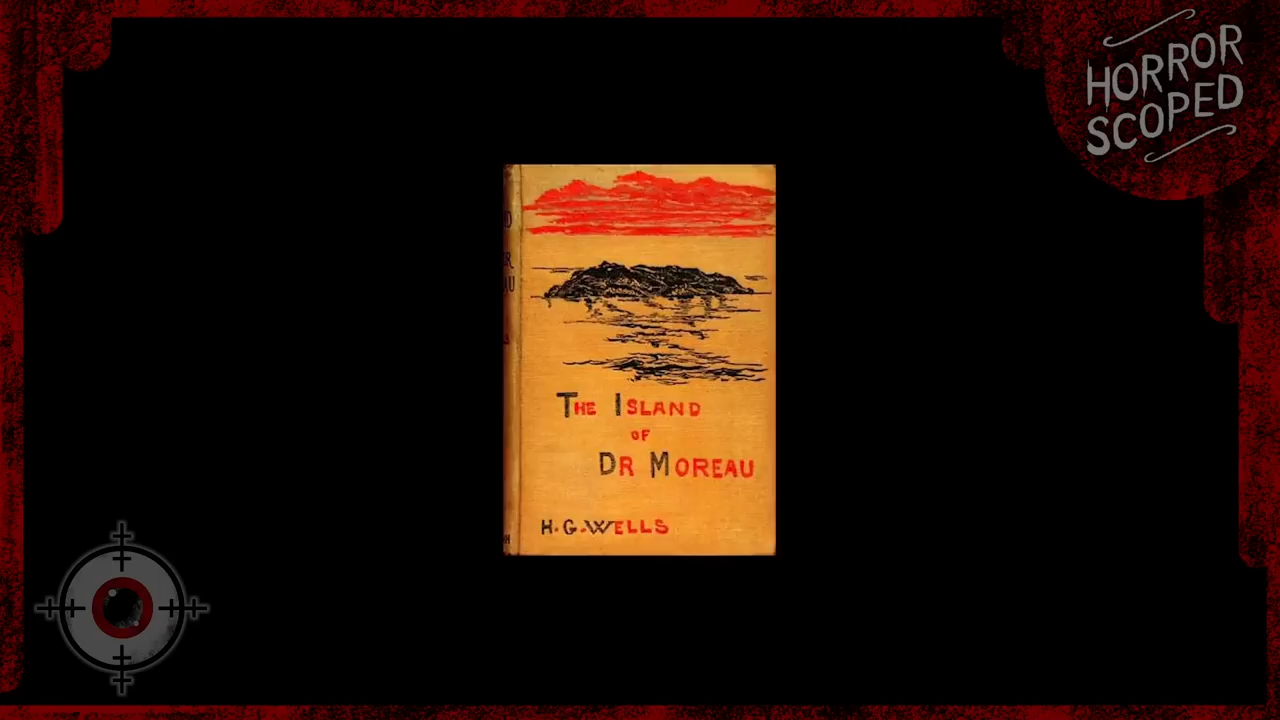 HORROR
SCOPED
THE ISLAND
OF
DR MOREAU
H.G.WELLS